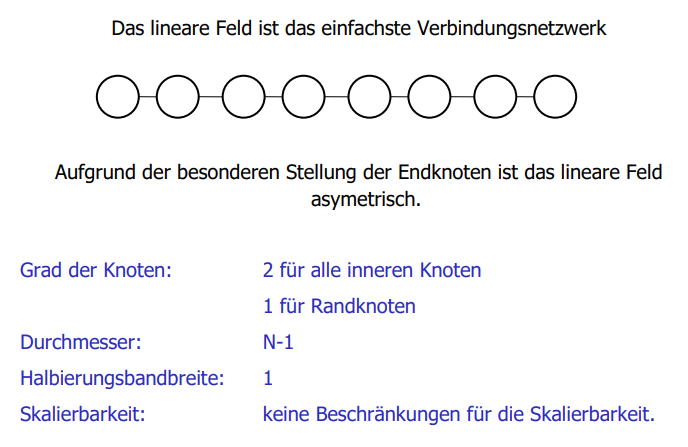 Das lineare Feld ist das einfachste Verbindungsnetzwerk
Aufgrund der besonderen Stellung der Endknoten ist das lineare Feld
asymetrisch.
Grad der Knoten: 2 für alle inneren Knoten
1 für Randknoten
Durchmesser: N-1
Halbierungsbandbreite: 1
Skalierbarkeit: keine Beschränkungen für die Skalierbarkeit.